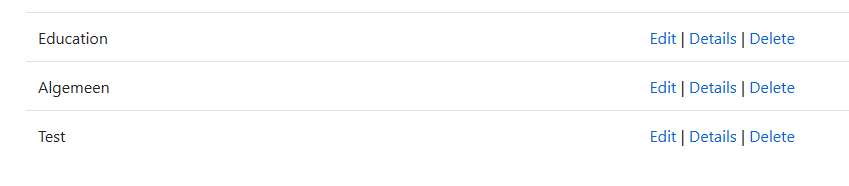 Education Edit | Details | Delete
Algemeen Edit | Details | Delete
Test Edit | Details | Delete